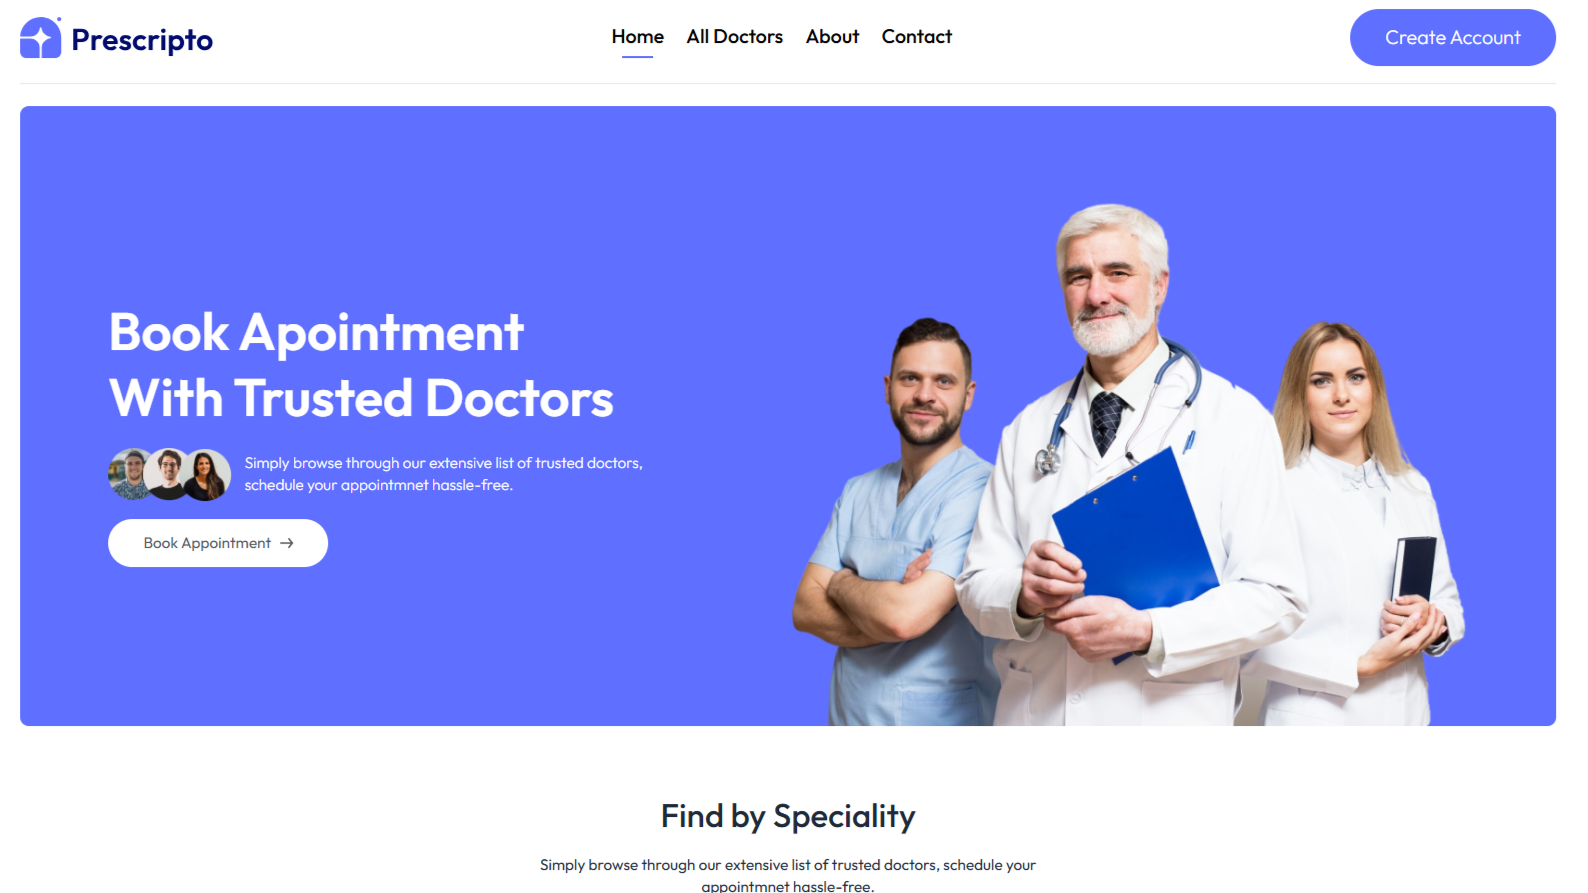 Prescripto
Home All Doctors About Contact
Create Account
Book Apointment
With Trusted Doctors
Simply browse through our extensive list of trusted doctors,
schedule your appointmnet hassle-free.
Book Appointment →
Find by Speciality
Simply browse through our extensive list of trusted doctors, schedule your
appointmnet hassle-free.